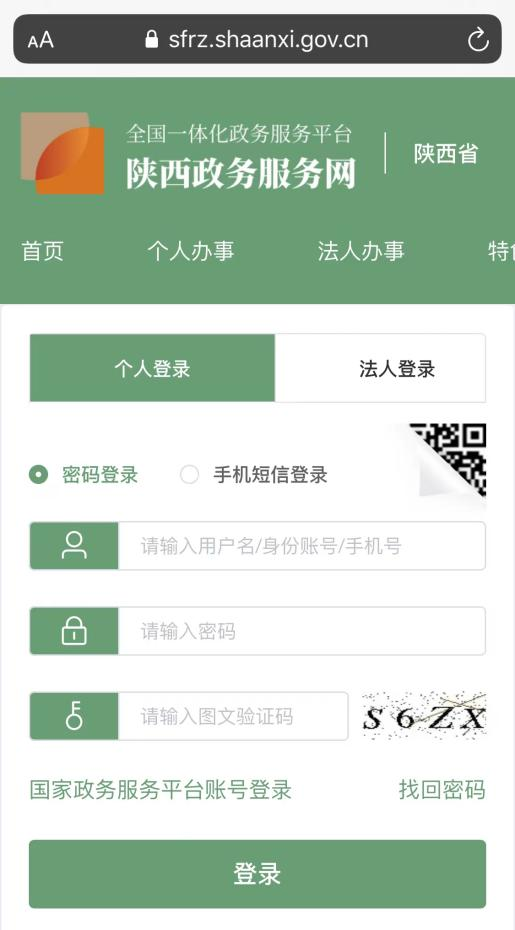 AA sfrz.shaanxi.gov.cn
全国一体化政务服务平台
陕西政务服务网
陕西省
首页 个人办事 法人办事 特
个人登录 法人登录
密码登录 手机短信登录
请输入用户名/身份账号/手机号
请输入密码
请输入图文验证码 S6ZX
国家政务服务平台账号登录 找回密码
登录